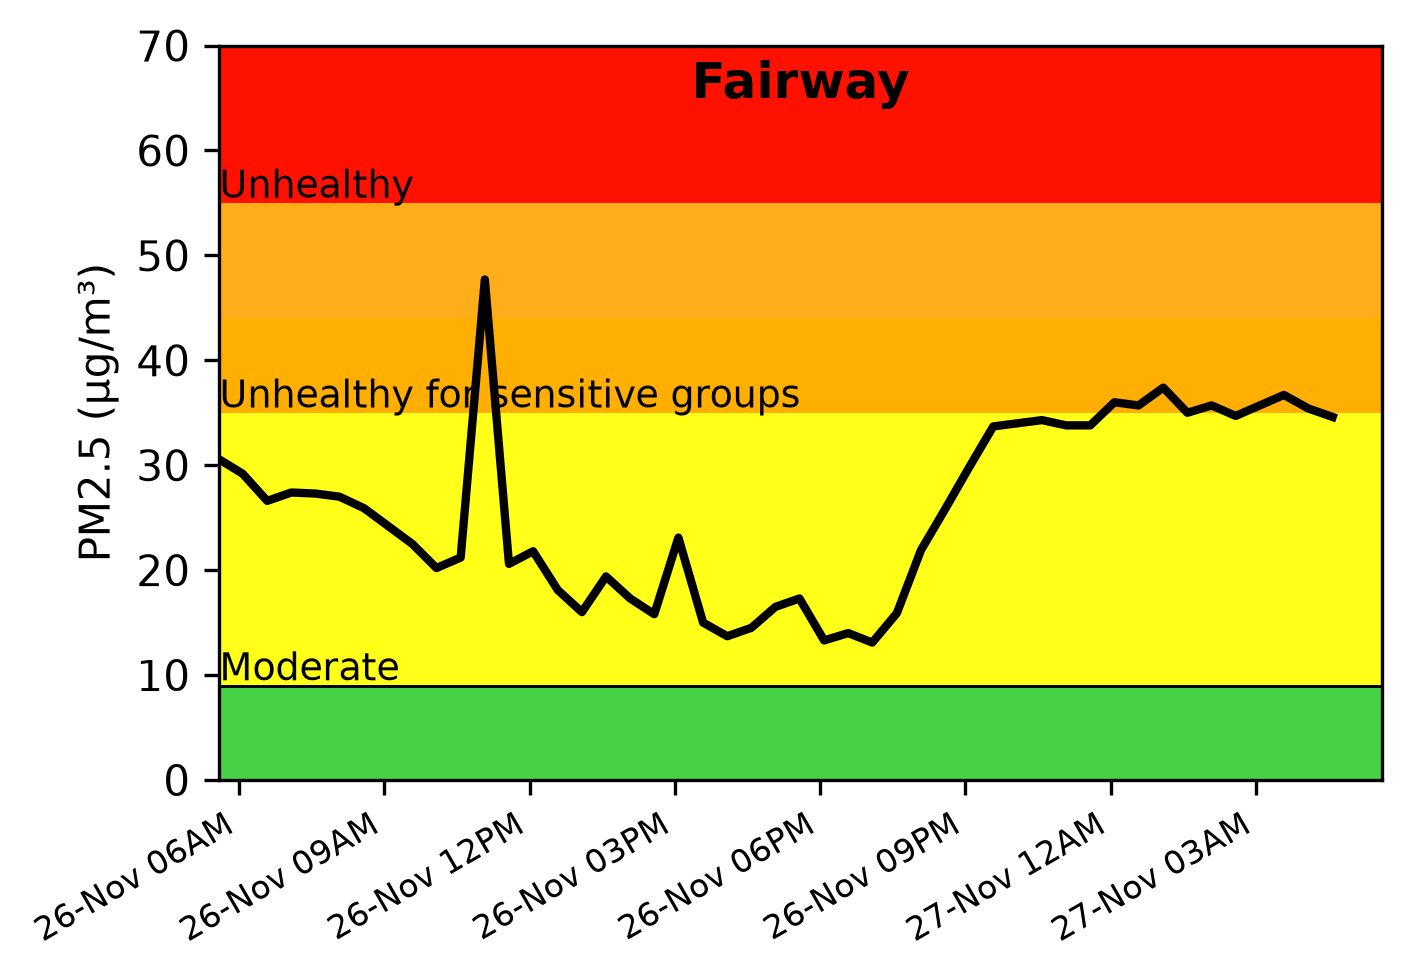 Fairway
70
60
50
40
30
20
10
0
PM2.5 (µg/m³)
Unhealthy
Unhealthy for sensitive groups
Moderate
26-Nov 06AM
26-Nov 09AM
26-Nov 12PM
26-Nov 03PM
26-Nov 06PM
26-Nov 09PM
27-Nov 12AM
27-Nov 03AM